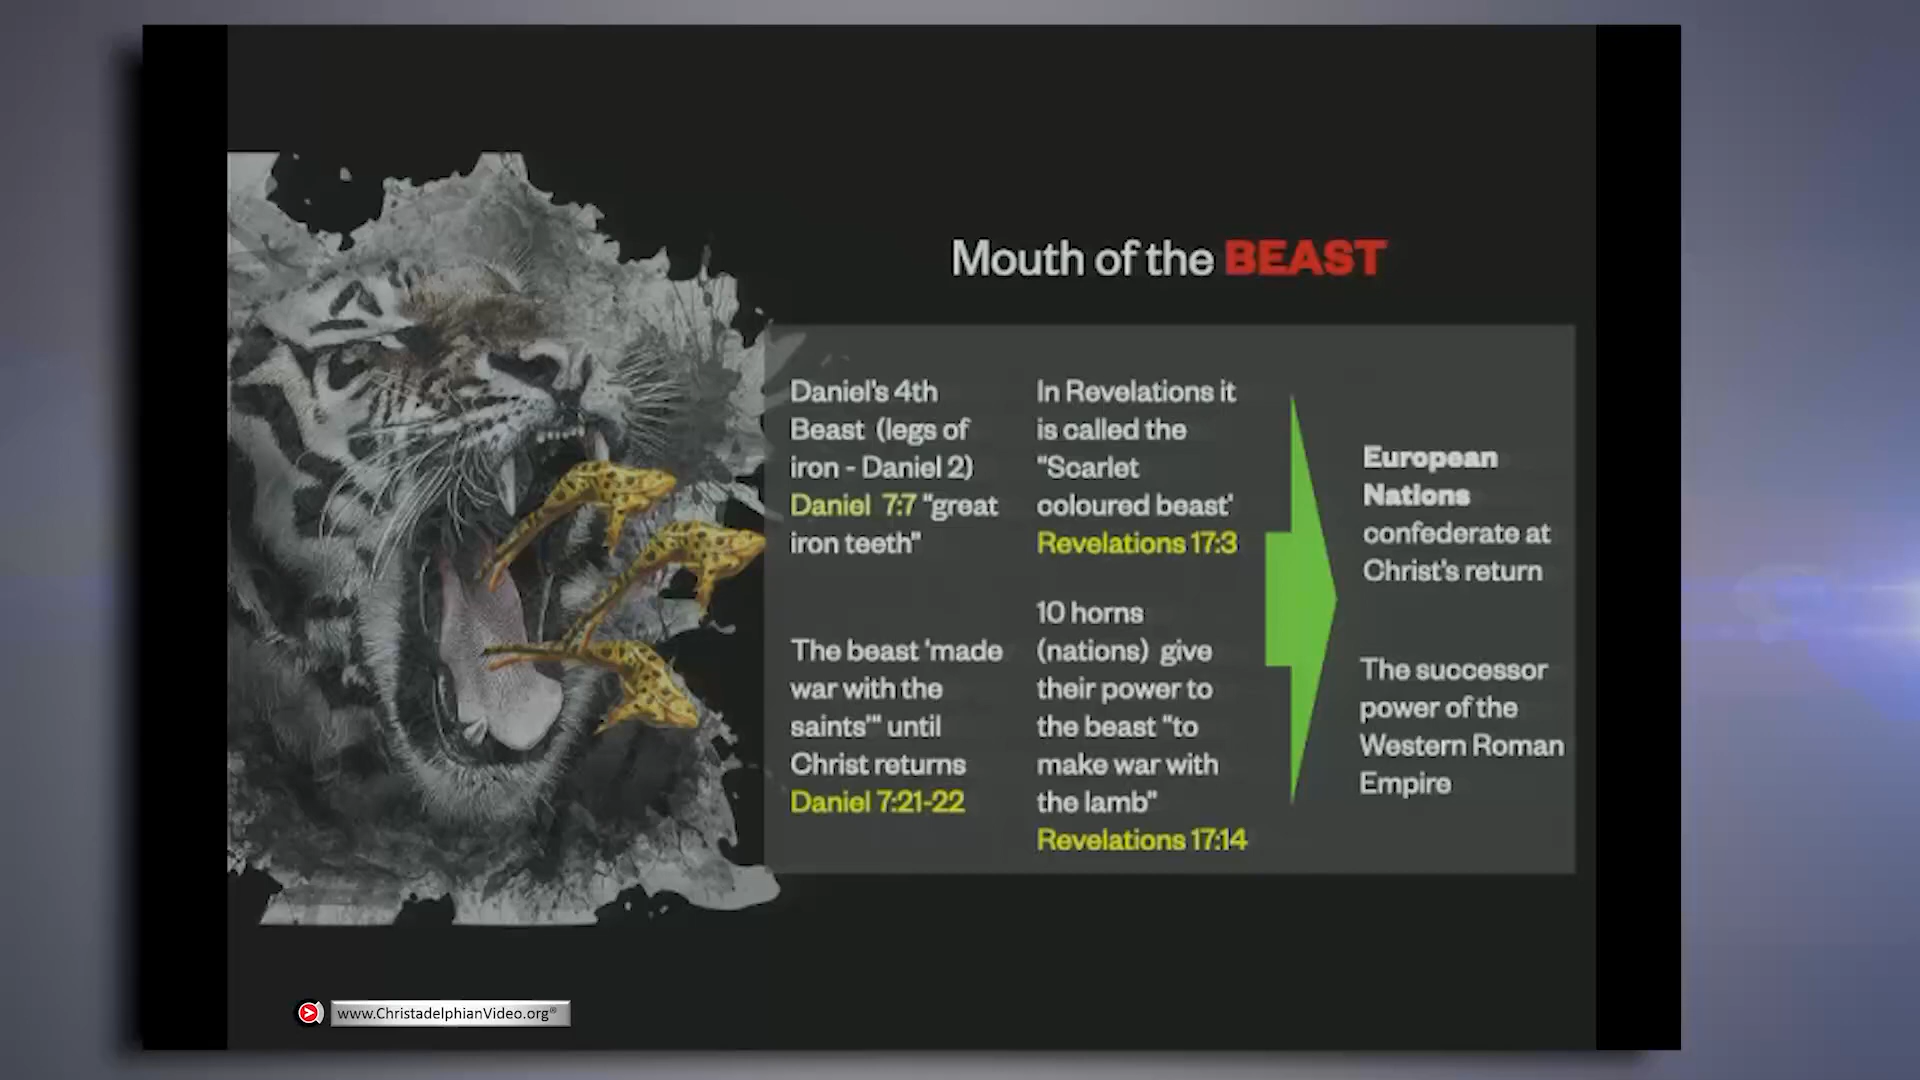 Mouth of the BEAST
Daniel's 4th
Beast (legs of
iron - Daniel 2)
Daniel 7:7 "great
iron teeth"
The beast 'made
war with the
saints'" until
Christ returns
Daniel 7:21-22
In Revelations it
is called the
"Scarlet
coloured beast'
Revelations 17:3
10 horns
(nations) give
their power to
the beast "to
make war with
the lamb"
Revelations 17:14
European
Nations
confederate at
Christ's return
The successor
power of the
Western Roman
Empire
www.ChristadelphianVideo.org®